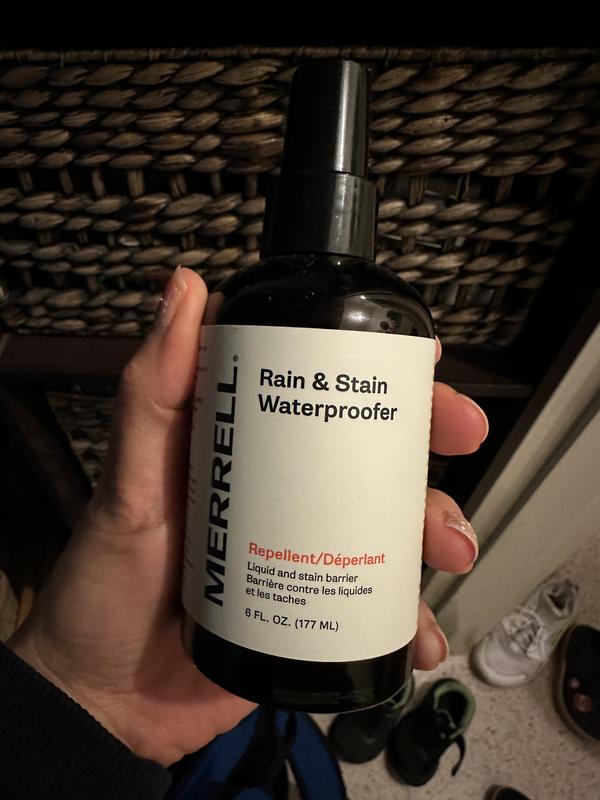 MERRELL®
Rain & Stain
Waterproofer
Repellent/Déperlant
Liquid and stain barrier
Barrière contre les liquides
et les taches
6 FL. OZ. (177 ML)